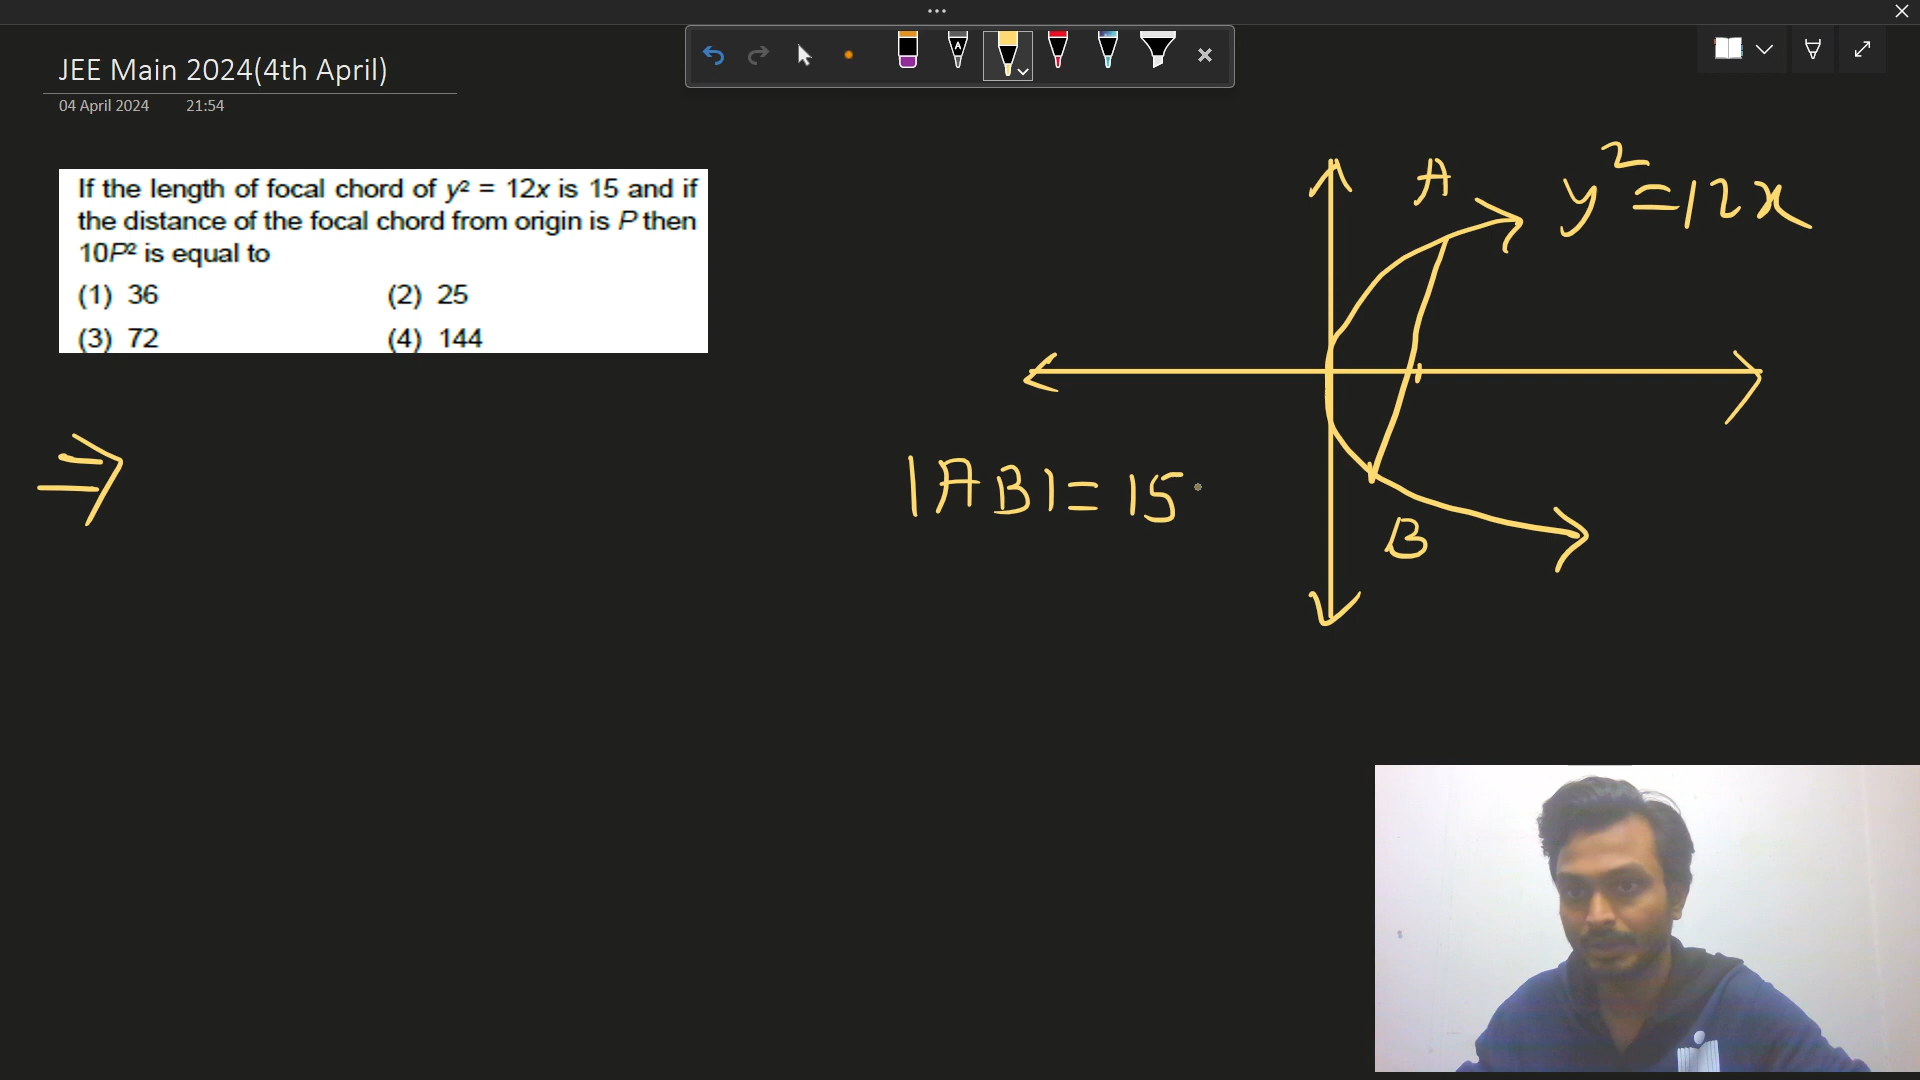 JEE Main 2024(4th April)
04 April 2024 21:54
If the length of focal chord of y² = 12x is 15 and if
the distance of the focal chord from origin is P then
10P² is equal to
(1) 36 (2) 25
(3) 72 (4) 144
A
y² = 12x
|AB| = 15
B